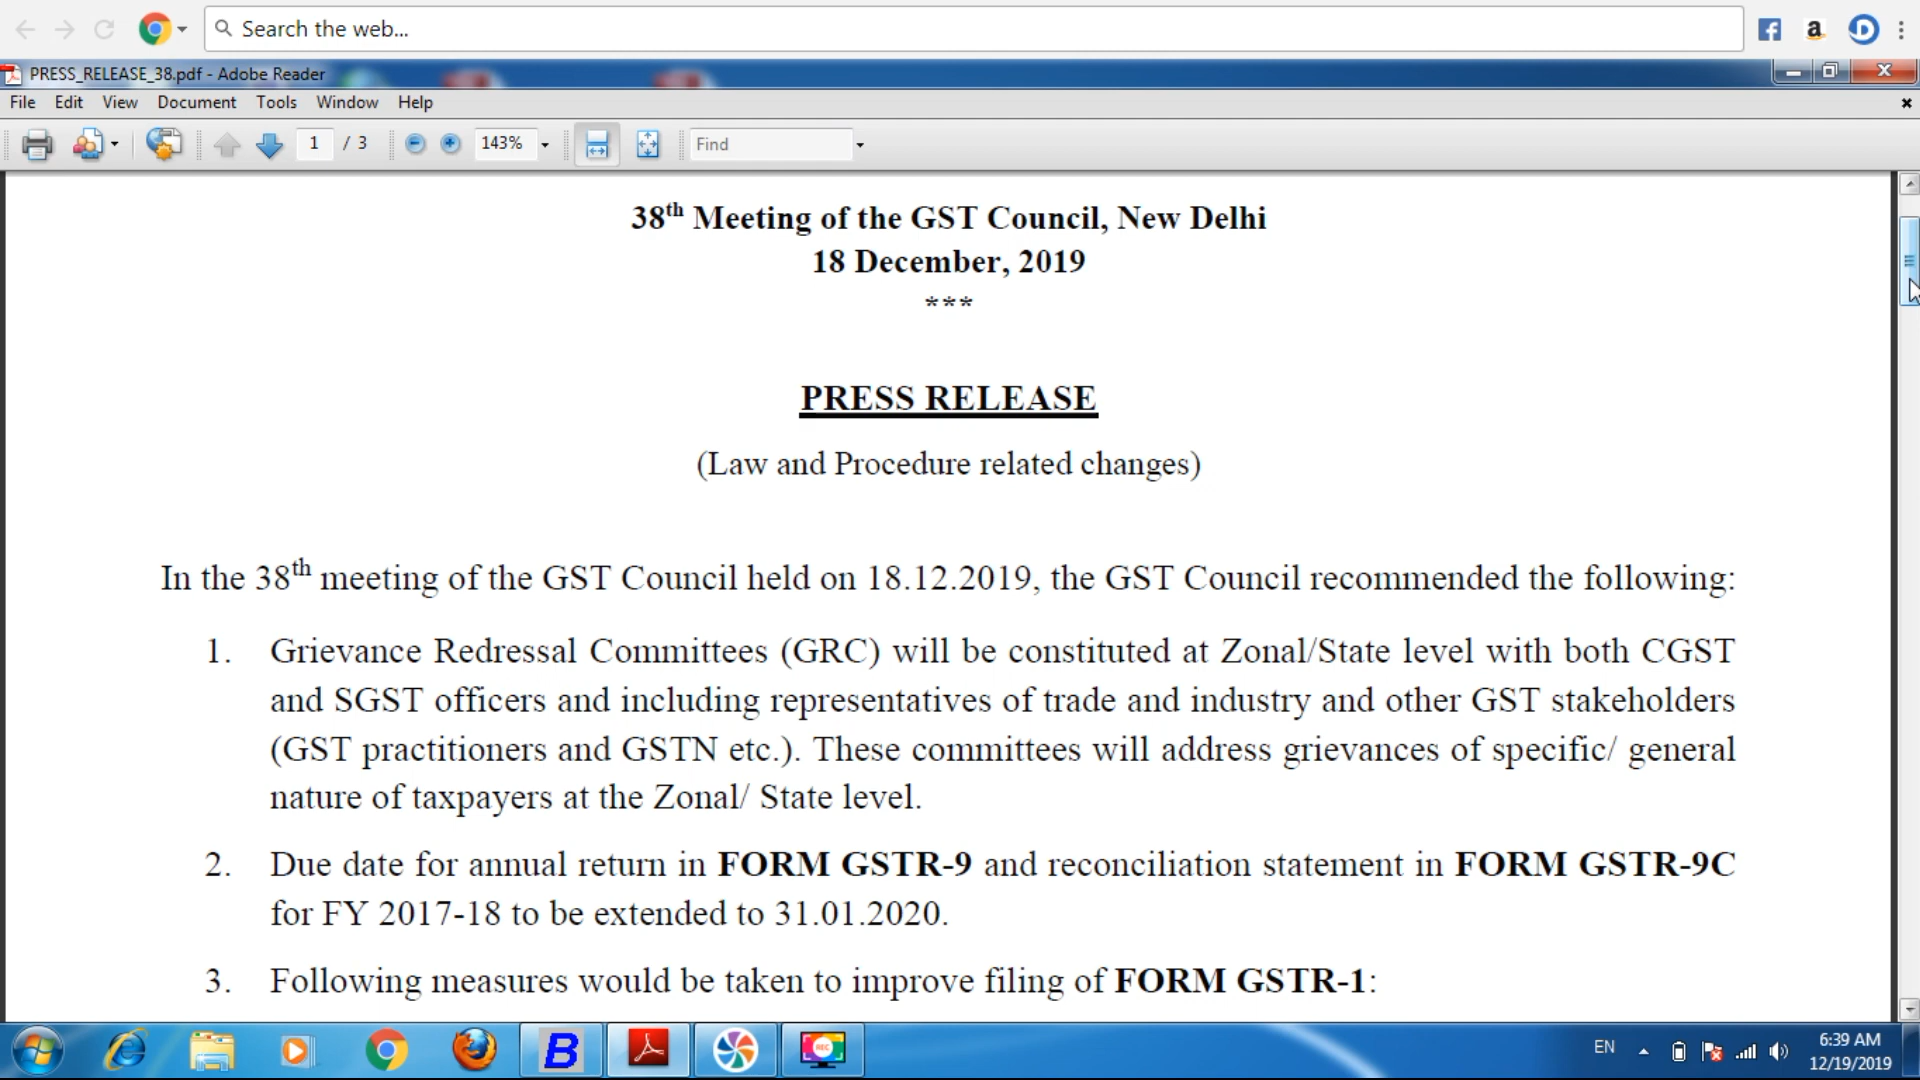 Search the web...
PRESS_RELEASE_38.pdf - Adobe Reader
File Edit View Document Tools Window Help
1 / 3 143% Find
38th Meeting of the GST Council, New Delhi
18 December, 2019
***
PRESS RELEASE
(Law and Procedure related changes)
In the 38th meeting of the GST Council held on 18.12.2019, the GST Council recommended the following:
1. Grievance Redressal Committees (GRC) will be constituted at Zonal/State level with both CGST
and SGST officers and including representatives of trade and industry and other GST stakeholders
(GST practitioners and GSTN etc.). These committees will address grievances of specific/ general
nature of taxpayers at the Zonal/ State level.
2. Due date for annual return in FORM GSTR-9 and reconciliation statement in FORM GSTR-9C
for FY 2017-18 to be extended to 31.01.2020.
3. Following measures would be taken to improve filing of FORM GSTR-1:
B
REC
EN
6:39 AM
12/19/2019